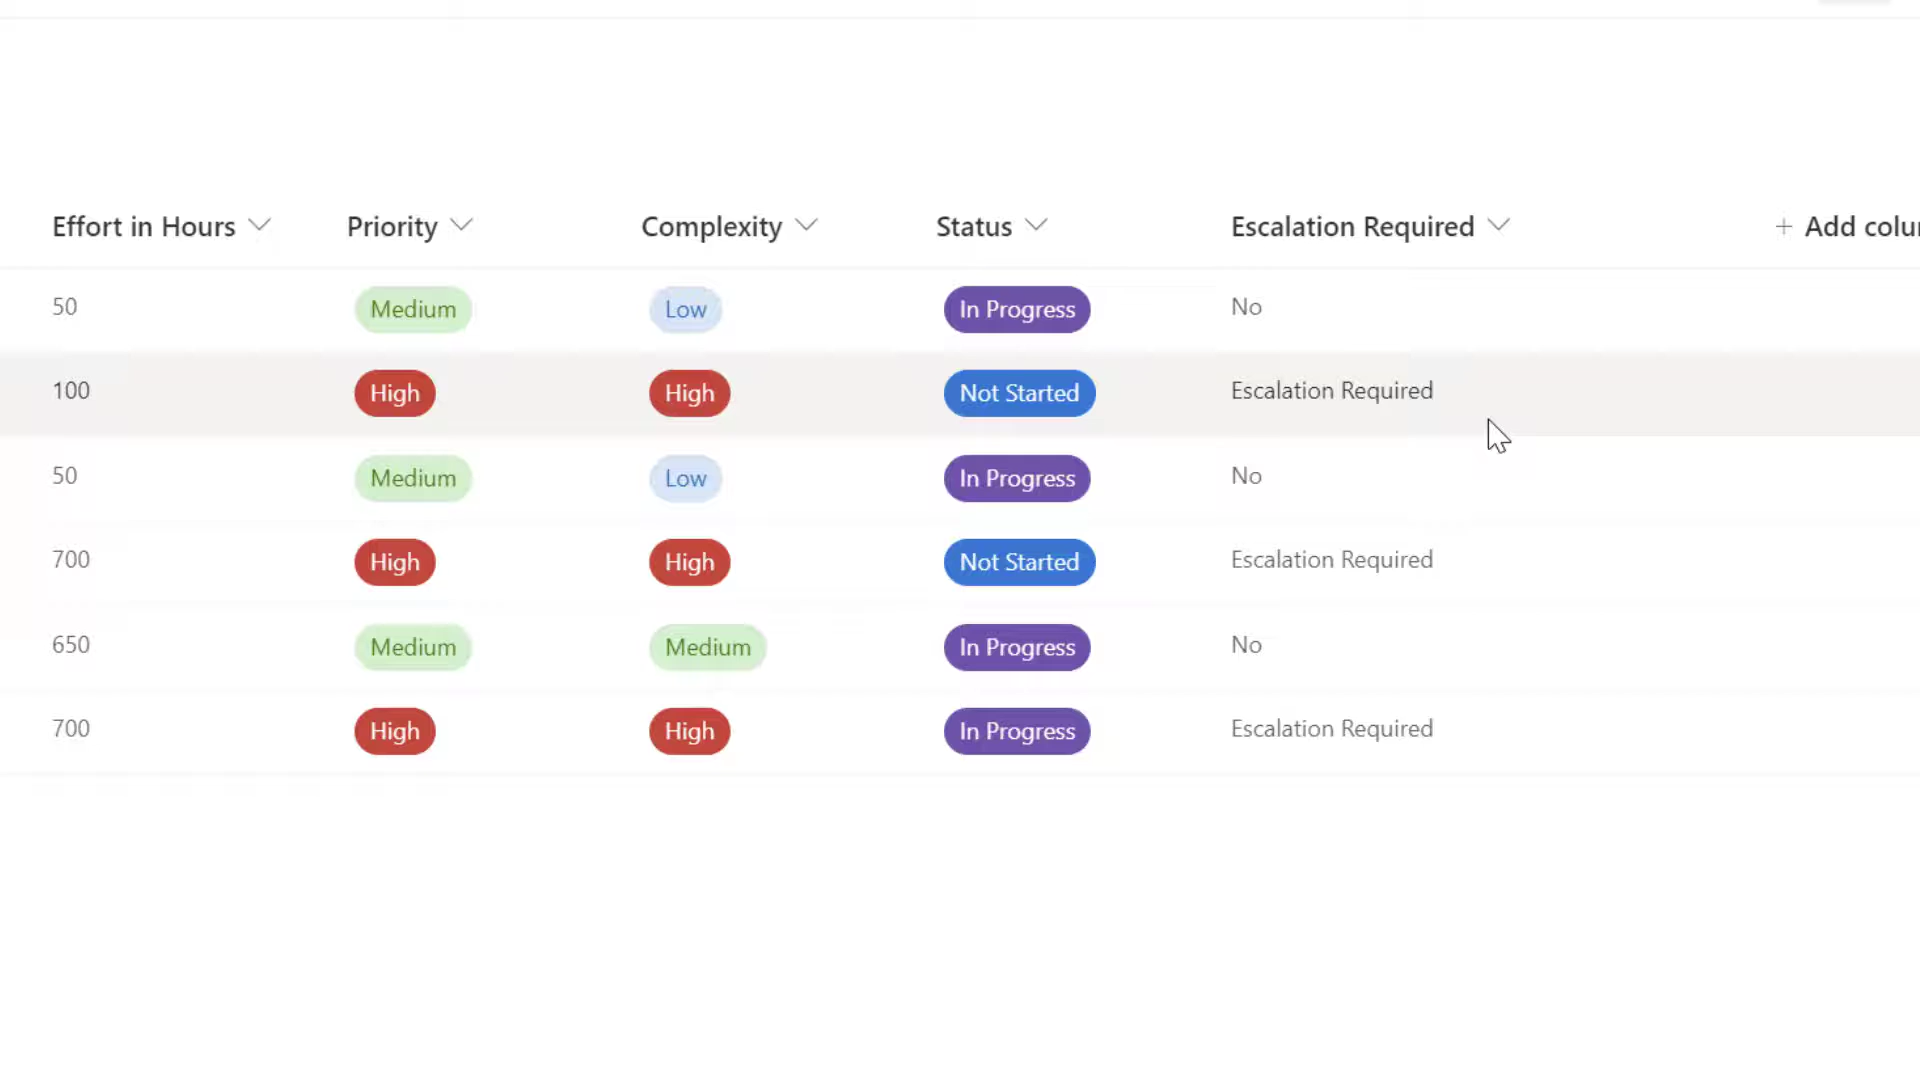 Effort in Hours Priority Complexity Status Escalation Required + Add colu
50 Medium Low In Progress No
100 High High Not Started Escalation Required
50 Medium Low In Progress No
700 High High Not Started Escalation Required
650 Medium Medium In Progress No
700 High High In Progress Escalation Required